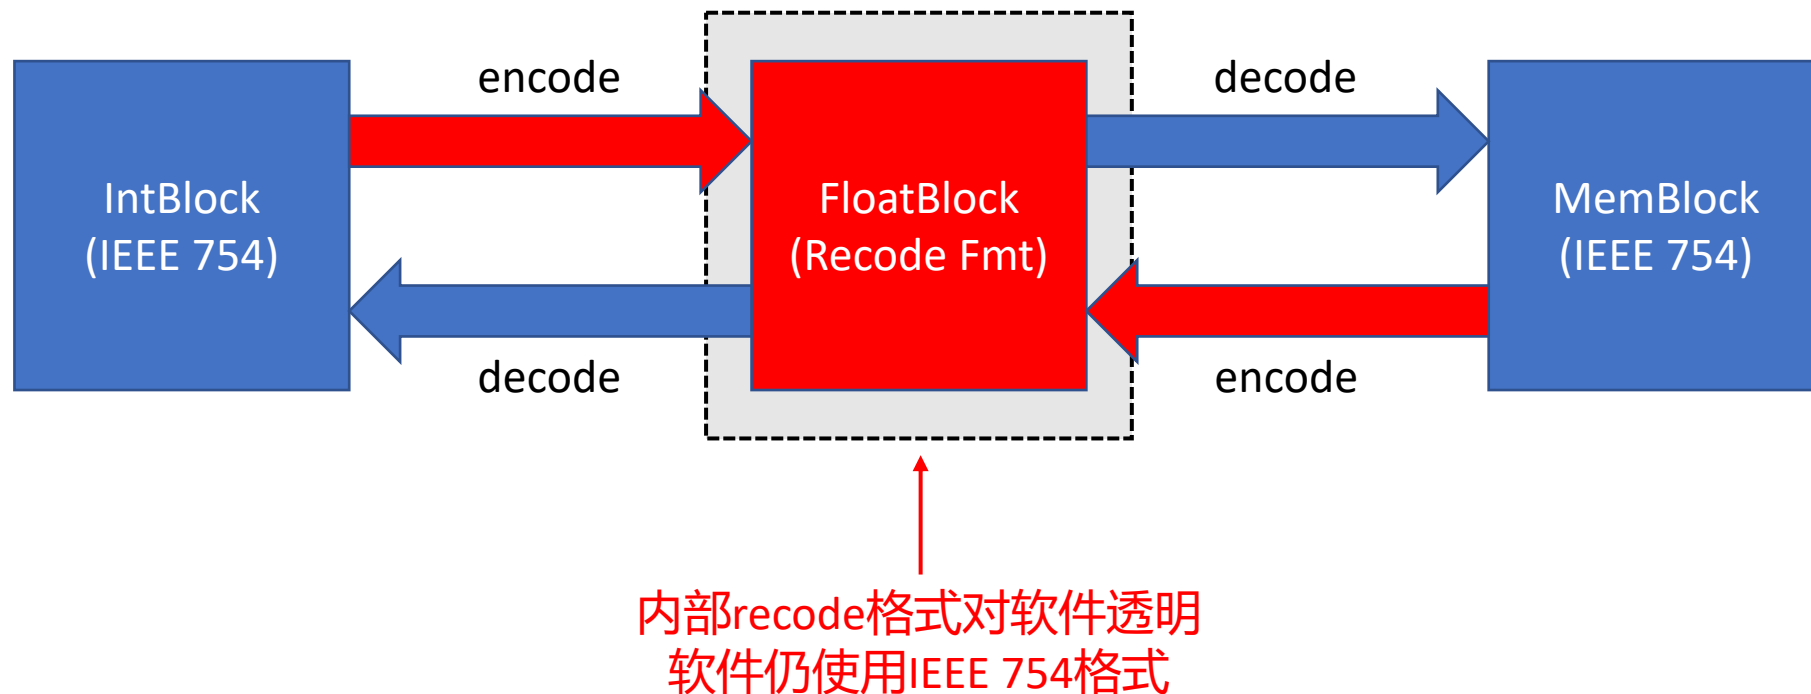 encode
decode
IntBlock
(IEEE 754)
FloatBlock
(Recode Fmt)
MemBlock
(IEEE 754)
decode
encode
内部recode格式对软件透明
软件仍使用IEEE 754格式